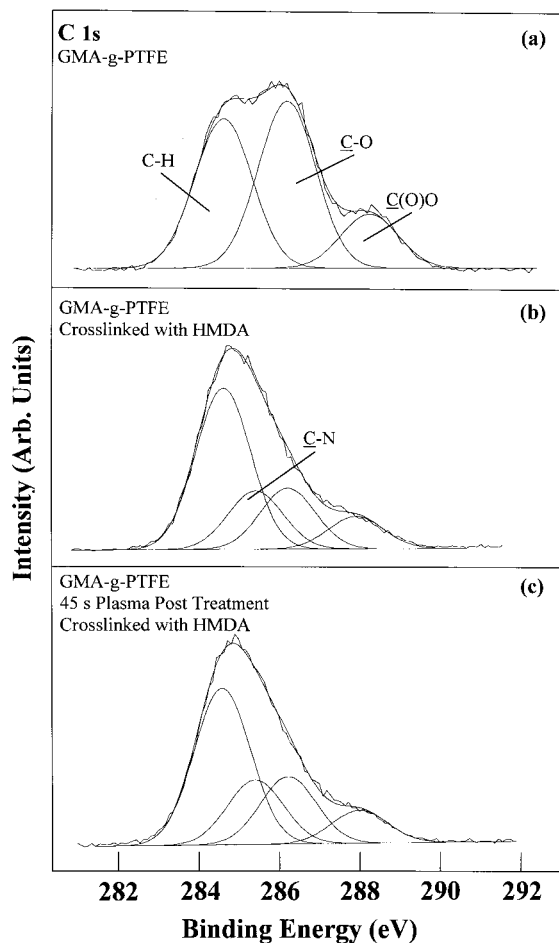 C 1s
(a)
GMA-g-PTFE
C-O
C-H
C(O)O
GMA-g-PTFE
(b)
Crosslinked with HMDA
C-N
GMA-g-PTFE
(c)
45 s Plasma Post Treatment
Crosslinked with HMDA
Intensity (Arb. Units)
282 284 286 288 290 292
Binding Energy (eV)